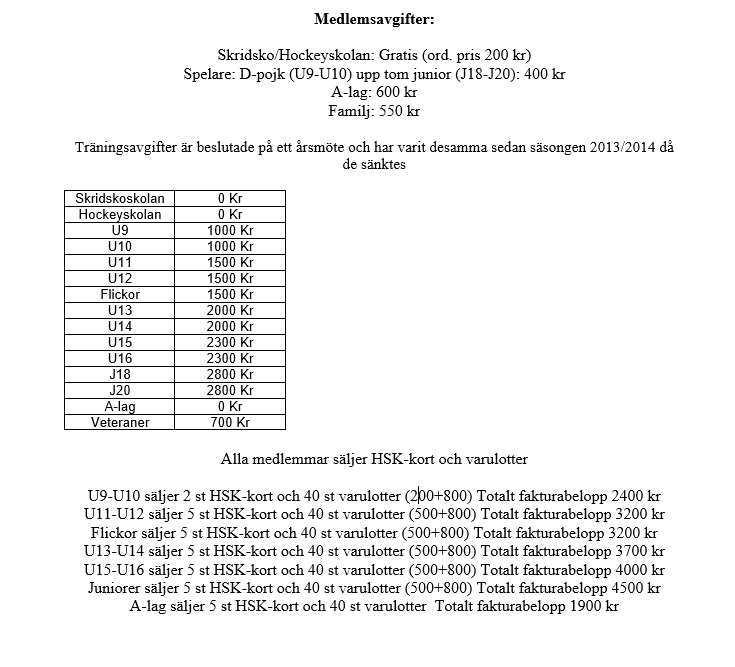 Medlemsavgifter:
Skridsko/Hockeyskolan: Gratis (ord. pris 200 kr)
Spelare: D-pojk (U9-U10) upp tom junior (J18-J20): 400 kr
A-lag: 600 kr
Familj: 550 kr
Träningsavgifter är beslutade på ett årsmöte och har varit desamma sedan säsongen 2013/2014 då
de sänktes
Skridskoskolan 0 Kr
Hockeyskolan 0 Kr
U9 1000 Kr
U10 1000 Kr
U11 1500 Kr
U12 1500 Kr
Flickor 1500 Kr
U13 2000 Kr
U14 2000 Kr
U15 2300 Kr
U16 2300 Kr
J18 2800 Kr
J20 2800 Kr
A-lag 0 Kr
Veteraner 700 Kr
Alla medlemmar säljer HSK-kort och varulotter
U9-U10 säljer 2 st HSK-kort och 40 st varulotter (200+800) Totalt fakturabelopp 2400 kr
U11-U12 säljer 5 st HSK-kort och 40 st varulotter (500+800) Totalt fakturabelopp 3200 kr
Flickor säljer 5 st HSK-kort och 40 st varulotter (500+800) Totalt fakturabelopp 3200 kr
U13-U14 säljer 5 st HSK-kort och 40 st varulotter (500+800) Totalt fakturabelopp 3700 kr
U15-U16 säljer 5 st HSK-kort och 40 st varulotter (500+800) Totalt fakturabelopp 4000 kr
Juniorer säljer 5 st HSK-kort och 40 st varulotter (500+800) Totalt fakturabelopp 4500 kr
A-lag säljer 5 st HSK-kort och 40 st varulotter Totalt fakturabelopp 1900 kr